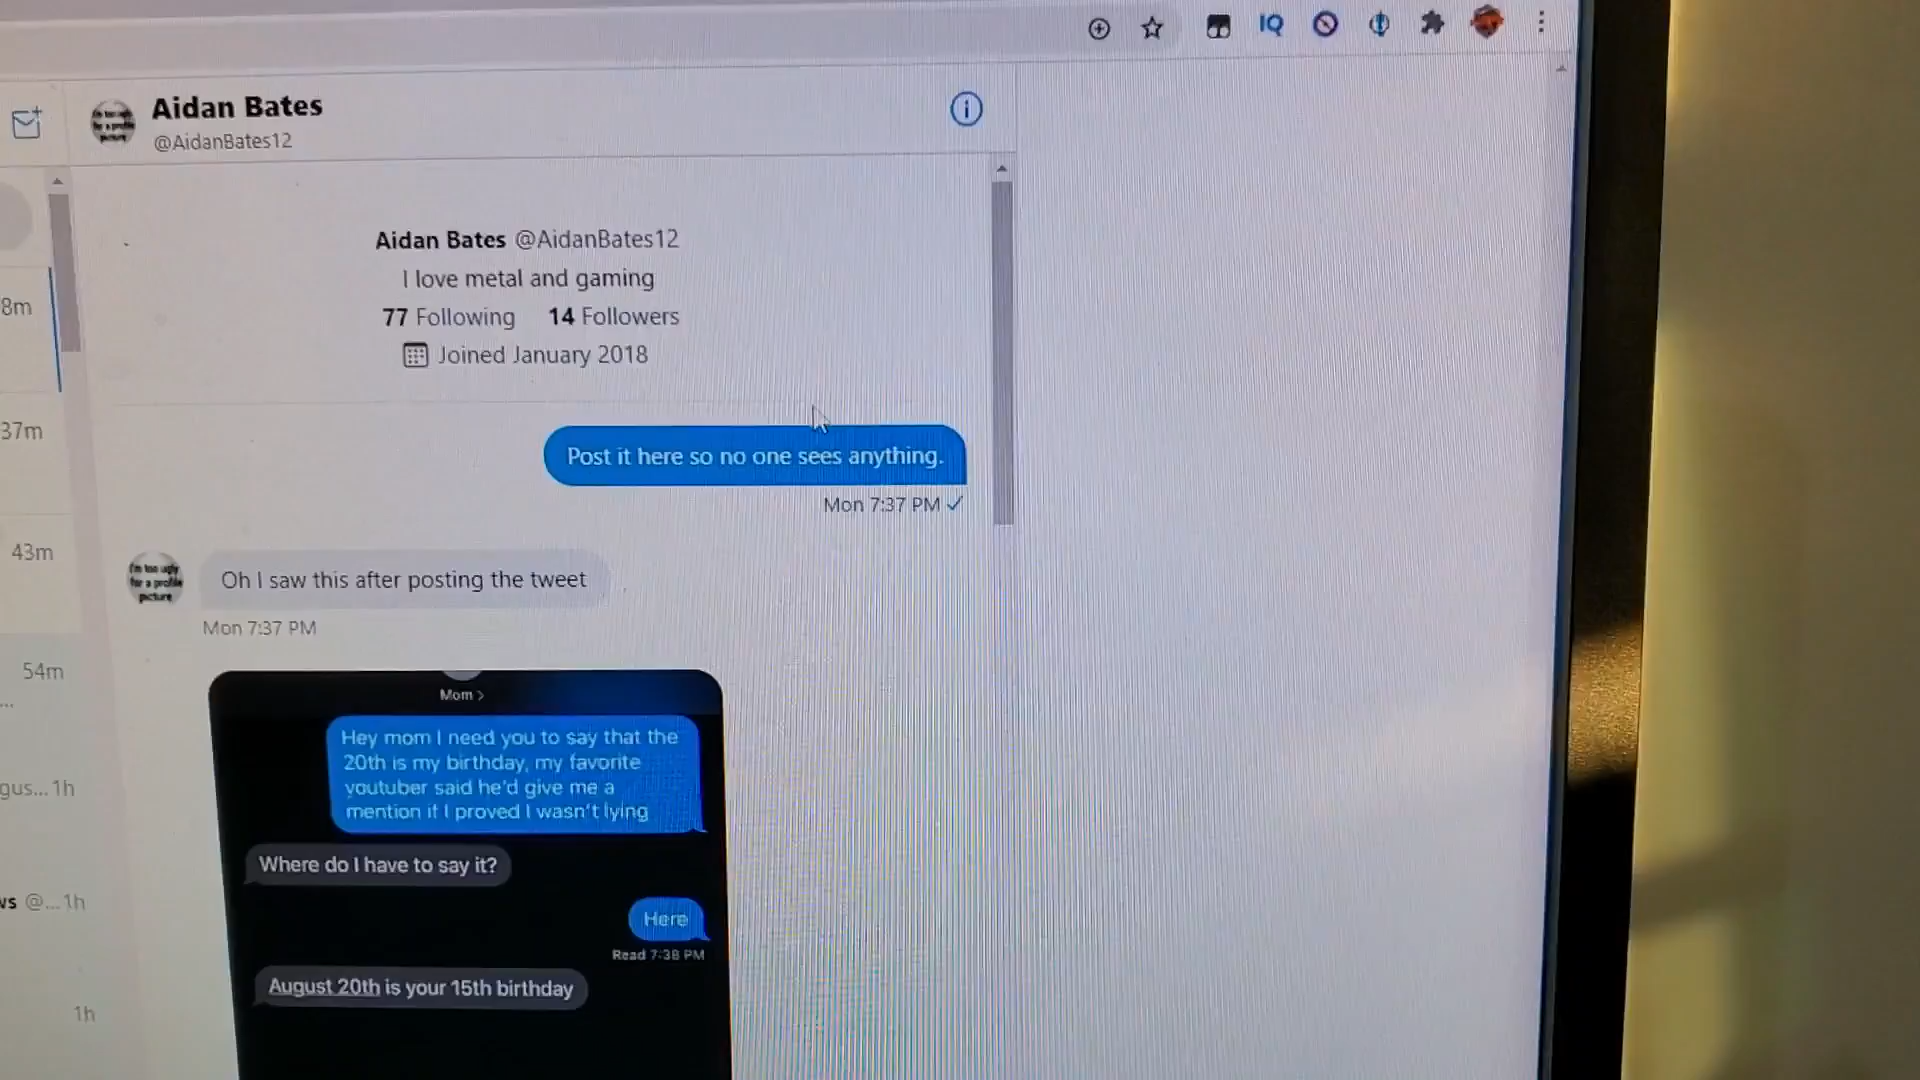 IQ
Aidan Bates
@AidanBates12
Aidan Bates @AidanBates12
I love metal and gaming
77 Following 14 Followers
Joined January 2018
8m
37m
Post it here so no one sees anything.
Mon 7:37 PM
43m
I'm too ugly
for a profile
picture
Oh I saw this after posting the tweet
Mon 7:37 PM
54m
...
Mom >
Hey mom I need you to say that the
20th is my birthday, my favorite
youtuber said he'd give me a
mention if I proved I wasn't lying
gus... 1h
Where do I have to say it?
ws @... 1h
Here
Read 7:38 PM
August 20th is your 15th birthday
1h